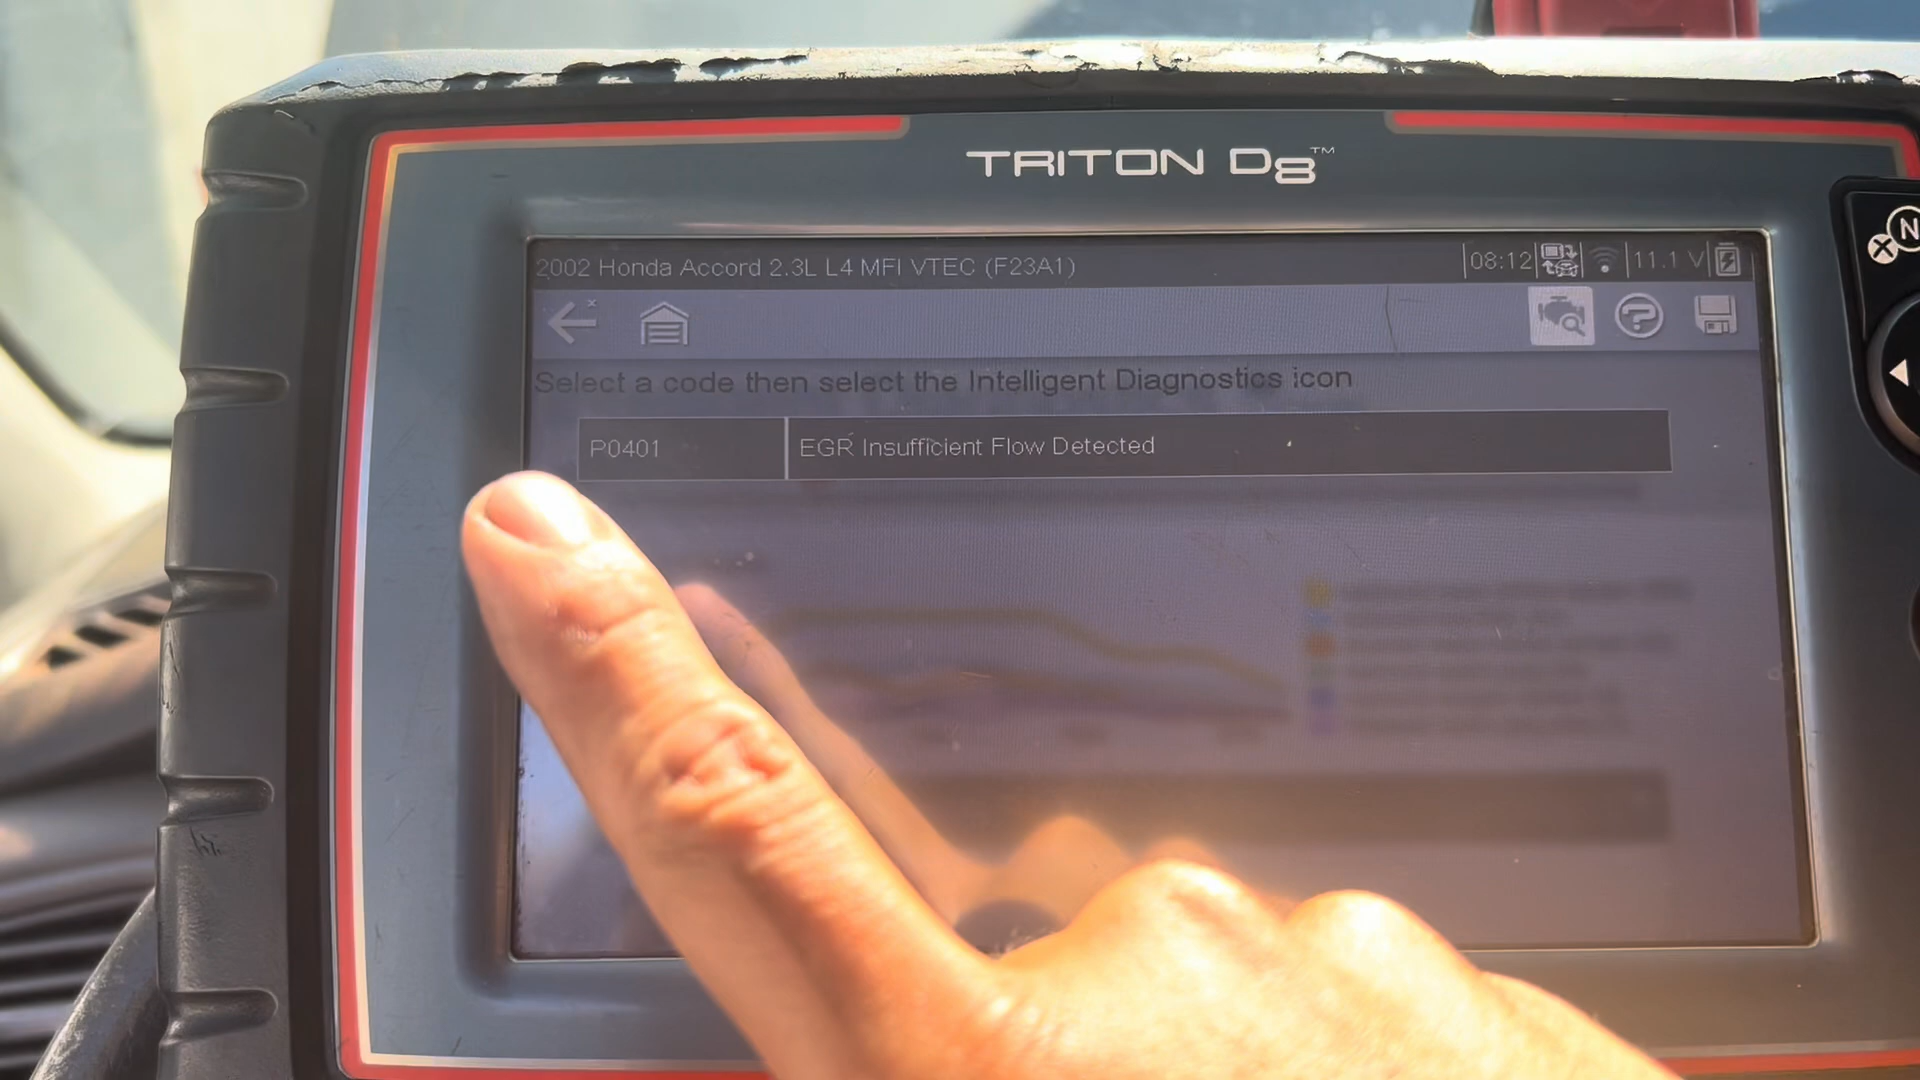 TRITON D8™
2002 Honda Accord 2.3L L4 MFI VTEC (F23A1)
08:12
11.1 V
Select a code then select the Intelligent Diagnostics icon
P0401
EGR Insufficient Flow Detected
N
X
?